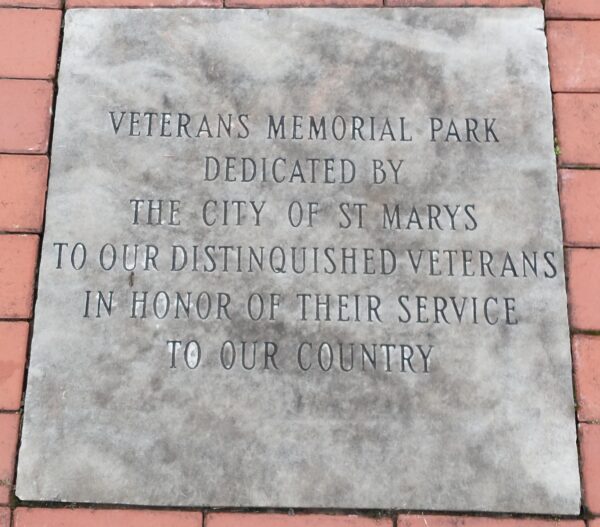 VETERANS MEMORIAL PARK
DEDICATED BY
THE CITY OF ST MARYS
TO OUR DISTINQUISHED VETERANS
IN HONOR OF THEIR SERVICE
TO OUR COUNTRY